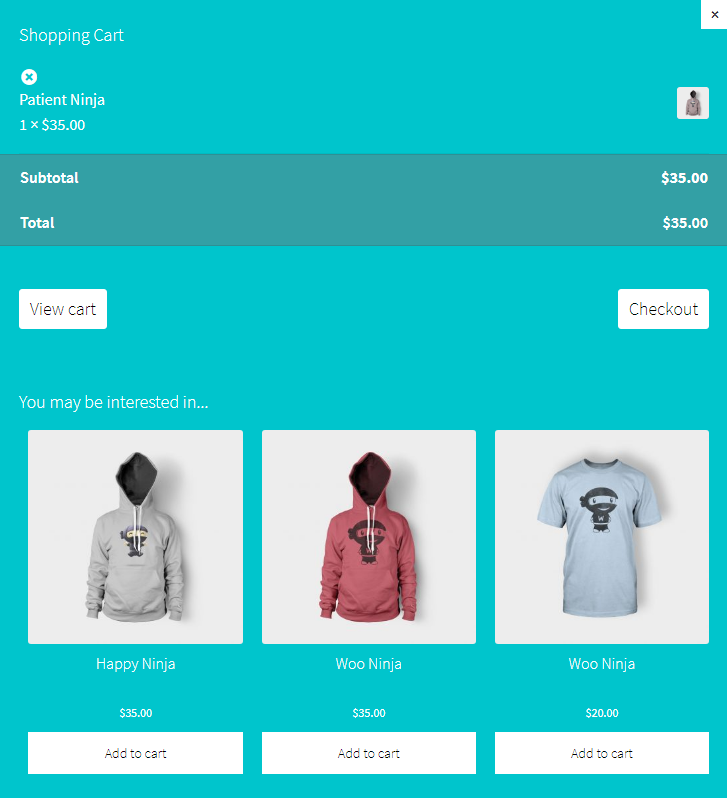 ×
Shopping Cart
Patient Ninja
1 × $35.00
Subtotal $35.00
Total $35.00
View cart Checkout
You may be interested in...
W W
Happy Ninja Woo Ninja Woo Ninja
$35.00 $35.00 $20.00
Add to cart Add to cart Add to cart